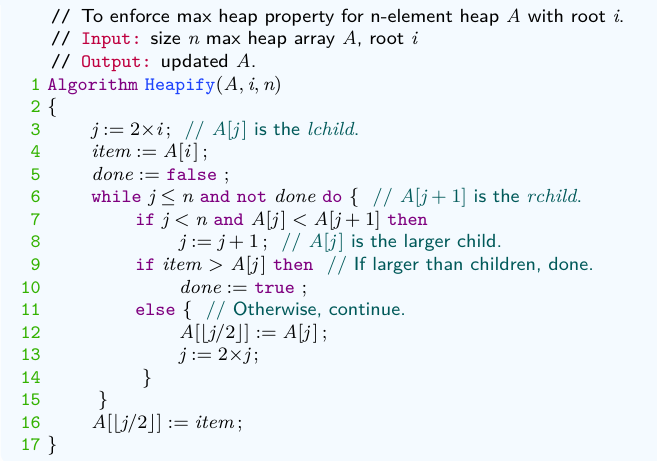 // To enforce max heap property for n-element heap A with root i.
// Input: size n max heap array A, root i
// Output: updated A.
1 Algorithm Heapify(A, i, n)
2 {
3 j := 2×i; // A[j] is the lchild.
4 item := A[i];
5 done := false ;
6 while j ≤ n and not done do { // A[j+1] is the rchild.
7 if j < n and A[j] < A[j+1] then
8 j := j+1; // A[j] is the larger child.
9 if item > A[j] then // If larger than children, done.
10 done := true ;
11 else { // Otherwise, continue.
12 A[⌊j/2⌋] := A[j];
13 j := 2×j;
14 }
15 }
16 A[⌊j/2⌋] := item;
17 }